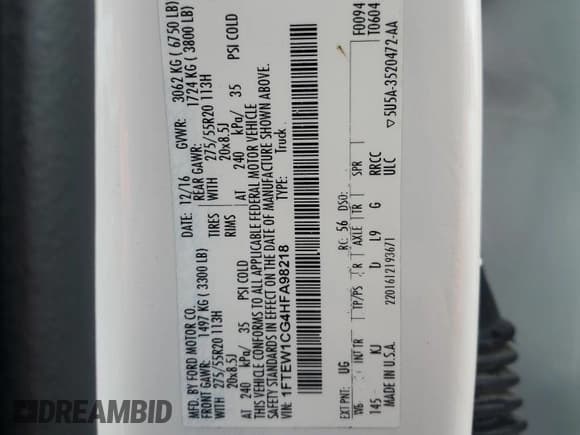 MFD. BY FORD MOTOR CO.
DATE: 12/16 GVWR: 3062 KG ( 6750 LB)
FRONT GAWR: 1497 KG ( 3300 LB) REAR GAWR: 1724 KG ( 3800 LB)
WITH 275/55R20 113H TIRES WITH 275/55R20 113H
20x8.5J RIMS 20x8.5J
AT 240 kPa/ 35 PSI COLD AT 240 kPa/ 35 PSI COLD
THIS VEHICLE CONFORMS TO ALL APPLICABLE FEDERAL MOTOR VEHICLE
SAFETY STANDARDS IN EFFECT ON THE DATE OF MANUFACTURE SHOWN ABOVE.
VIN: 1FTEW1CG4HFA98218 TYPE: Truck
F0094
T0604
EXT PNT: UG RC: 56 DSO:
WB INT TR TP/PS R AXLE TR SPR
145 KJ D L9 G RRCC
ULC
MADE IN U.S.A. 2201612193671
▽5U5A-3520472-AA
DREAMBID